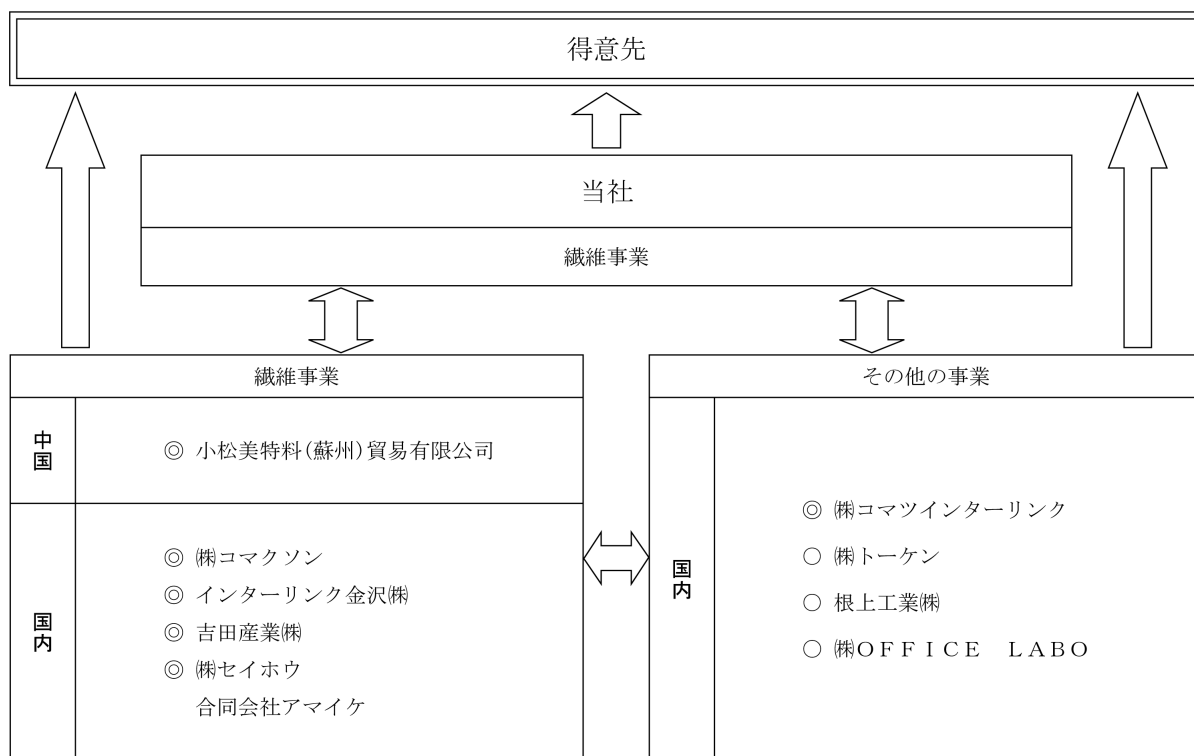 得意先
当社
繊維事業
繊維事業
中国
◎ 小松美特料(蘇州)貿易有限公司
国内
◎ ㈱コマクソン
◎ インターリンク金沢㈱
◎ 吉田産業㈱
◎ ㈱セイホウ
合同会社アマイケ
その他の事業
国内
◎ ㈱コマツインターリンク
○ ㈱トーケン
○ 根上工業㈱
○ ㈱ＯＦＦＩＣＥ　ＬＡＢＯ